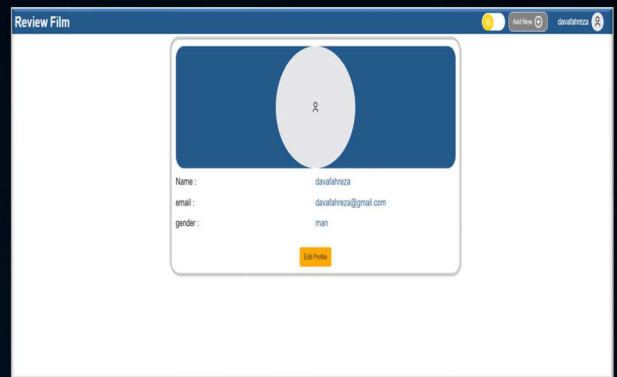 Review Film
Add New
davafahreza
Name : davafahreza
email : davafahreza@gmail.com
gender : man
Edit Profile